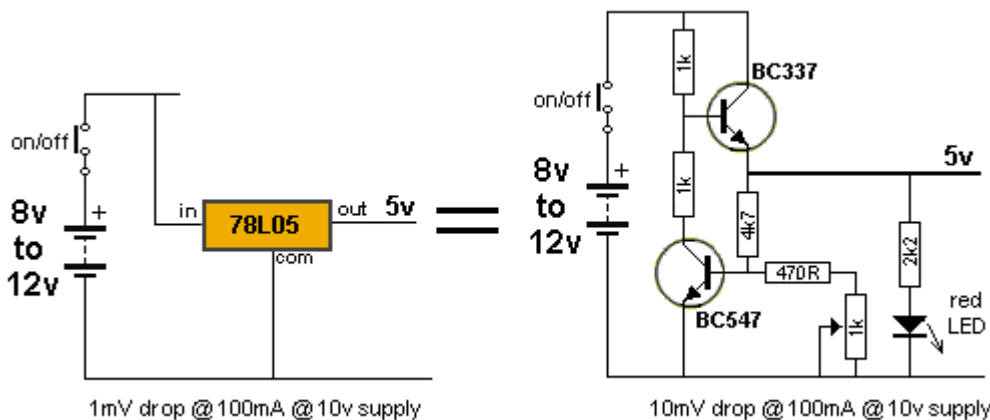 on/off
8v
to
12v
+
in
78L05
out
5v
com
1mV drop @ 100mA @ 10v supply
=
on/off
8v
to
12v
+
1k
BC337
1k
5v
4k7
BC547
470R
1k
2k2
red
LED
10mV drop @ 100mA @ 10v supply